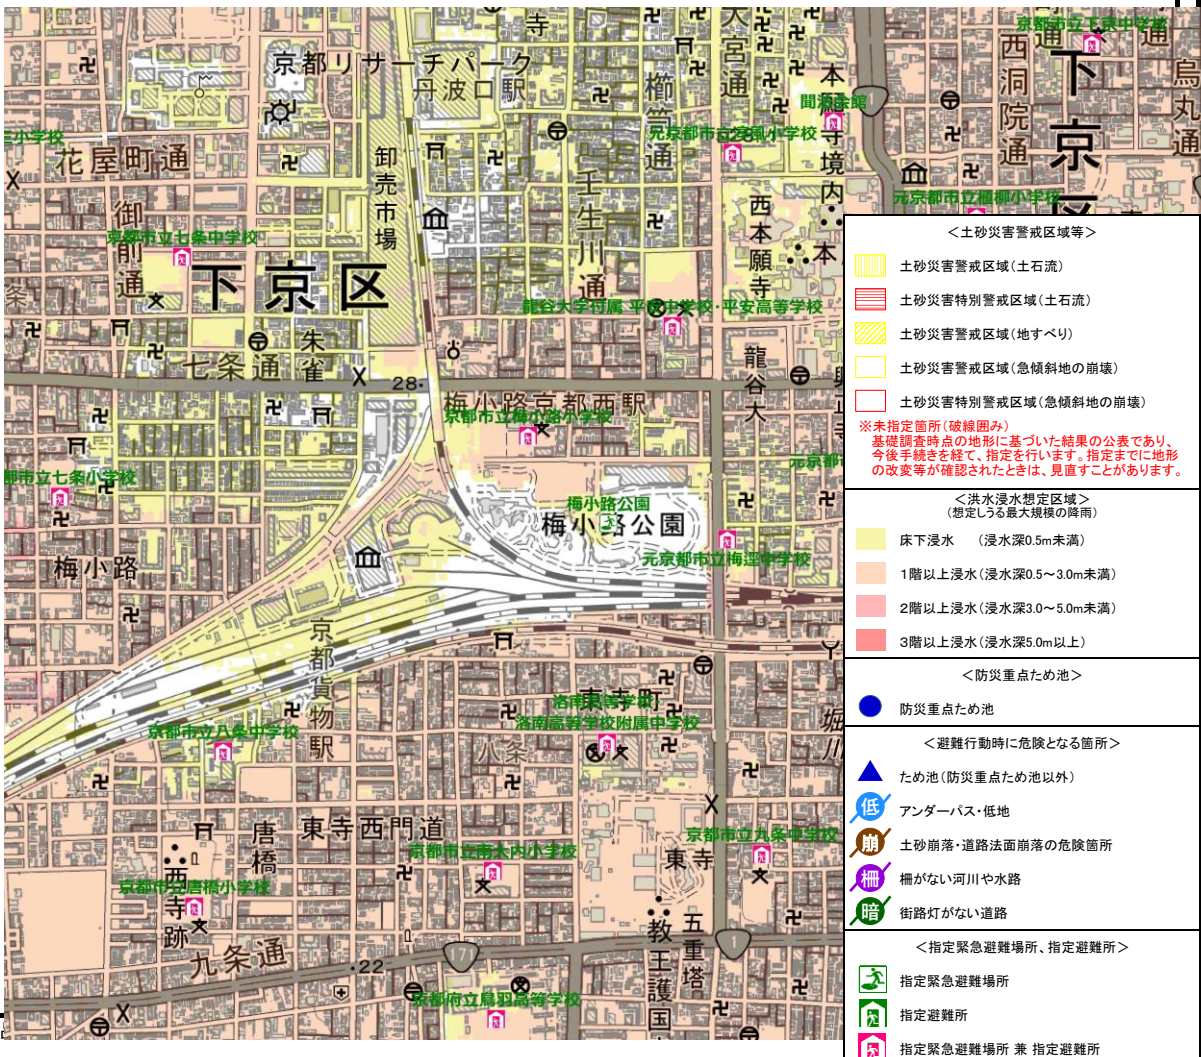 寺
大宮通
京都市立下京中学校
通
通
下京区
烏丸通
西洞院通
京都リサーチパーク
丹波口駅
櫛笥通
本願寺境内
聞法会館
1
元京都市立淳風小学校
三小学校
花屋町通
卸売市場
壬生川通
元京都市立植柳小学校
御前通
京都市立七条中学校
西本願寺
本
下京区
条
龍谷大学付属 平安中学校・平安高等学校
朱雀
七条通
28
龍谷大
興正寺
梅小路京都西駅
京都市立梅小路小学校
元京都
都市立七条小学校
梅小路公園
梅小路公園
元京都市立梅逕中学校
梅小路
京都貨物駅
東寺町
洛南高等学校
洛南高等学校附属中学校
京都市立八条中学校
八条
堀川
唐橋
東寺西門道
京都市立九条中学校
京都市立南大内小学校
東寺
京都市立唐橋小学校
西寺跡
五重塔
教王護国
九条通
22
171
1
京都府立鳥羽高等学校
＜土砂災害警戒区域等＞
土砂災害警戒区域(土石流)
土砂災害特別警戒区域(土石流)
土砂災害警戒区域(地すべり)
土砂災害警戒区域(急傾斜地の崩壊)
土砂災害特別警戒区域(急傾斜地の崩壊)
※未指定箇所(破線囲み)
基礎調査時点の地形に基づいた結果の公表であり、
今後手続きを経て、指定を行います。指定までに地形
の改変等が確認されたときは、見直すことがあります。
＜洪水浸水想定区域＞
(想定しうる最大規模の降雨)
床下浸水 (浸水深0.5m未満)
1階以上浸水(浸水深0.5～3.0m未満)
2階以上浸水(浸水深3.0～5.0m未満)
3階以上浸水(浸水深5.0m以上)
＜防災重点ため池＞
防災重点ため池
＜避難行動時に危険となる箇所＞
ため池(防災重点ため池以外)
低 アンダーパス・低地
崩 土砂崩落・道路法面崩落の危険箇所
柵 柵がない河川や水路
暗 街路灯がない道路
＜指定緊急避難場所、指定避難所＞
指定緊急避難場所
指定避難所
指定緊急避難場所 兼 指定避難所